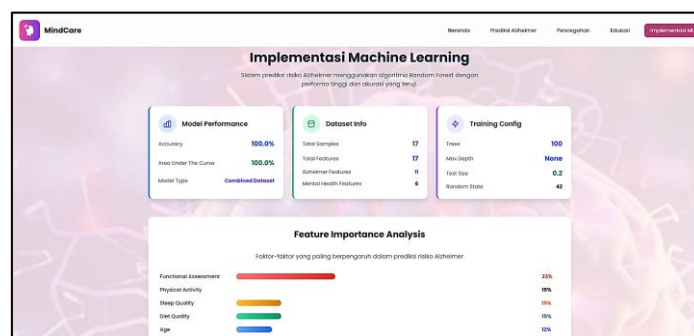 MindCare
Beranda Prediksi Alzheimer Pencegahan Edukasi Implementasi ML
Implementasi Machine Learning
Sistem prediksi risiko Alzheimer menggunakan algoritma Random Forest dengan
performa tinggi dan akurasi yang teruji.
Model Performance
Accuracy 100.0%
Area Under The Curve 100.0%
Model Type Combined Dataset
Dataset Info
Total Samples 17
Total Features 17
Alzheimer Features 11
Mental Health Features 6
Training Config
Trees 100
Max Depth None
Test Size 0.2
Random State 42
Feature Importance Analysis
Faktor-faktor yang paling berpengaruh dalam prediksi risiko Alzheimer
Functional Assessment 33%
Physical Activity 15%
Sleep Quality 15%
Diet Quality 15%
Age 12%